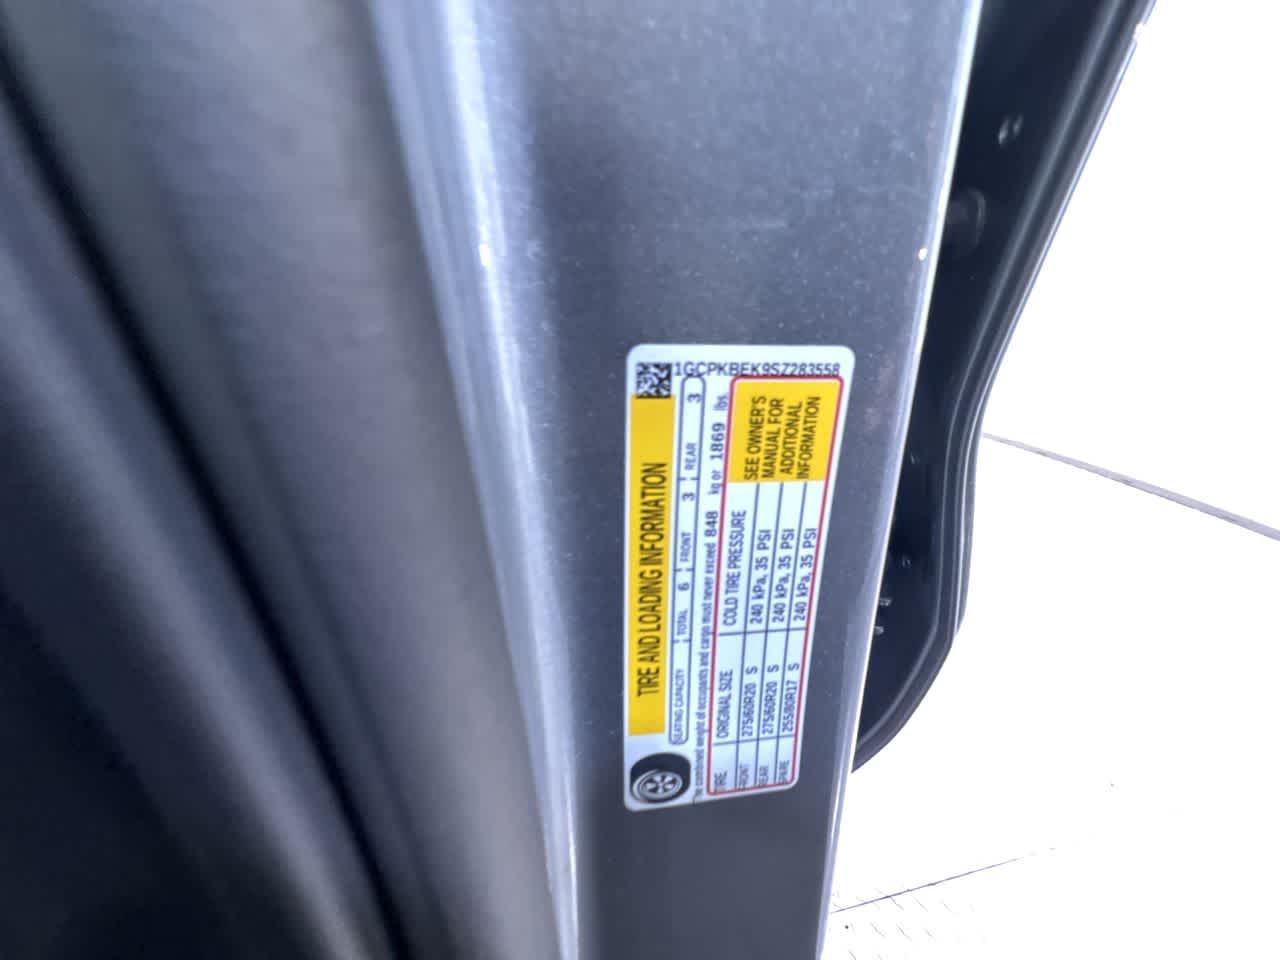 1GCPKBEK9SZ283558
TIRE AND LOADING INFORMATION
SEATING CAPACITY TOTAL 6 FRONT 3 REAR 3
The combined weight of occupants and cargo must never exceed 848 kg or 1869 lbs.
TIRE ORIGINAL SIZE COLD TIRE PRESSURE
FRONT 275/60R20 S 240 kPa, 35 PSI
REAR 275/60R20 S 240 kPa, 35 PSI
SPARE 255/80R17 S 240 kPa, 35 PSI
SEE OWNER'S
MANUAL FOR
ADDITIONAL
INFORMATION